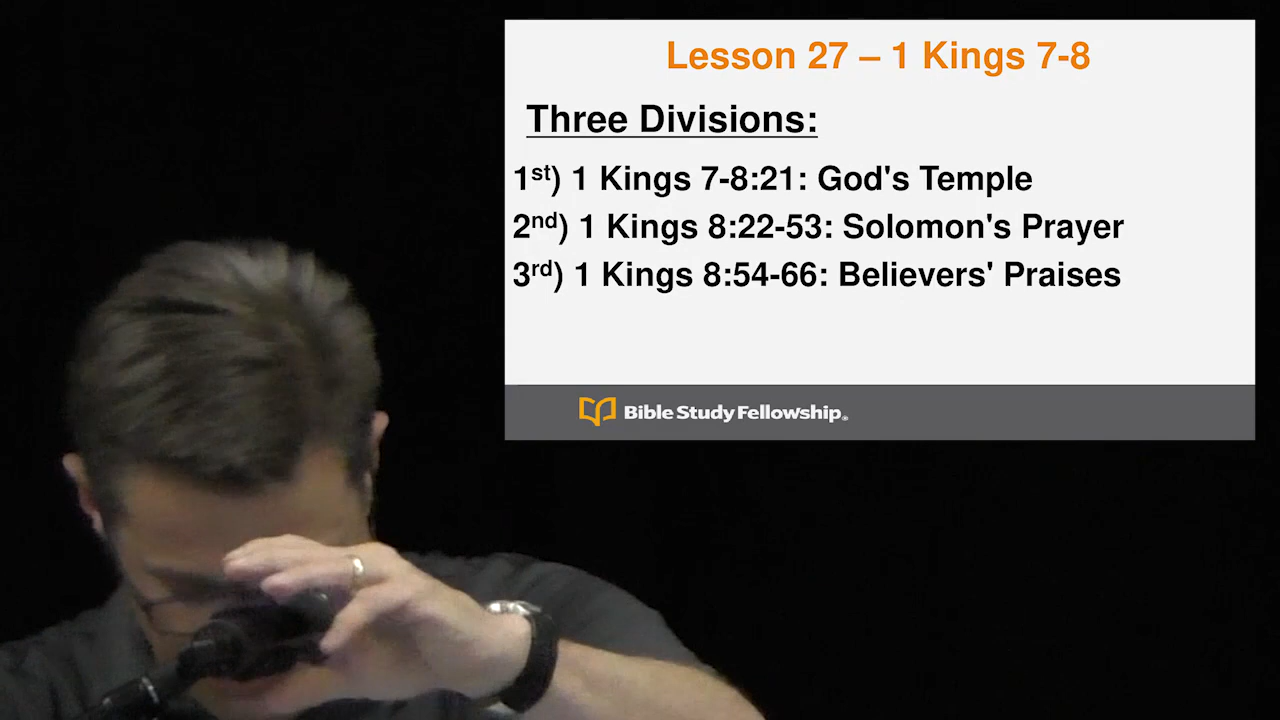 Lesson 27 – 1 Kings 7-8
Three Divisions:
1st) 1 Kings 7-8:21: God's Temple
2nd) 1 Kings 8:22-53: Solomon's Prayer
3rd) 1 Kings 8:54-66: Believers' Praises
Bible Study Fellowship®